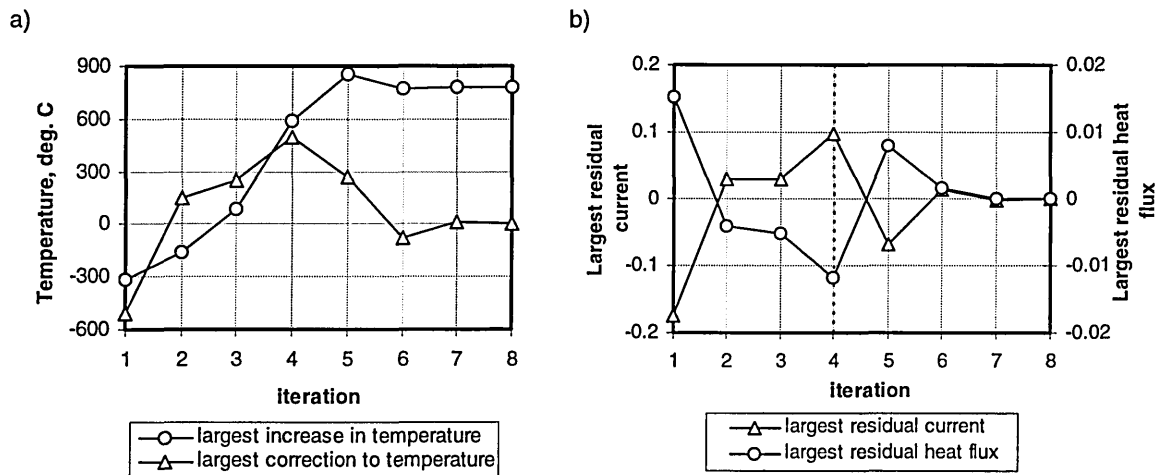 a)
Temperature, deg. C
900
600
300
0
-300
-600
1 2 3 4 5 6 7 8
iteration
largest increase in temperature
largest correction to temperature
b)
Largest residual
current
0.2
0.1
0
-0.1
-0.2
0.02
0.01
0
-0.01
-0.02
Largest residual heat
flux
1 2 3 4 5 6 7 8
iteration
largest residual current
largest residual heat flux